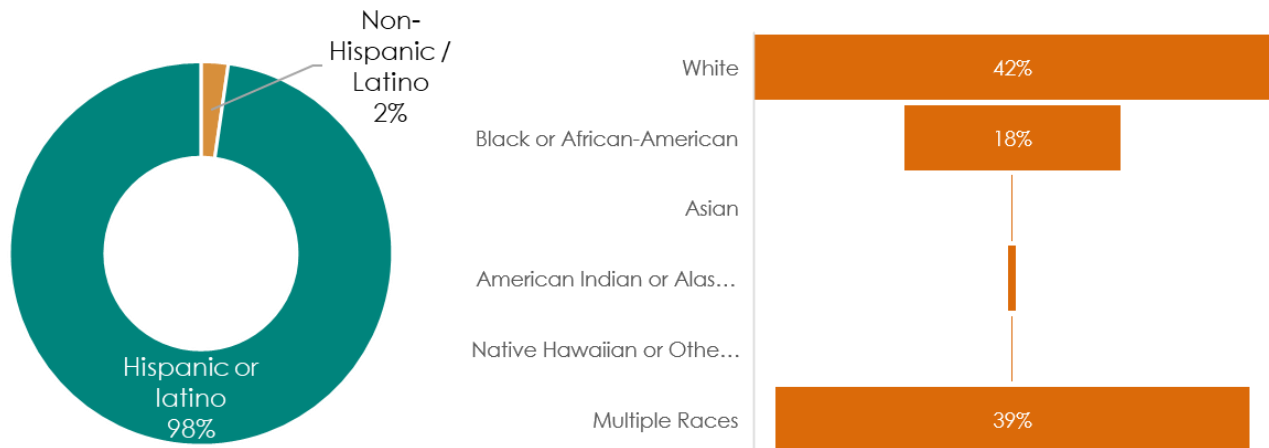 Non-
Hispanic /
Latino
2%
Hispanic or
latino
98%
White
42%
Black or African-American
18%
Asian
American Indian or Alas…
Native Hawaiian or Othe…
Multiple Races
39%